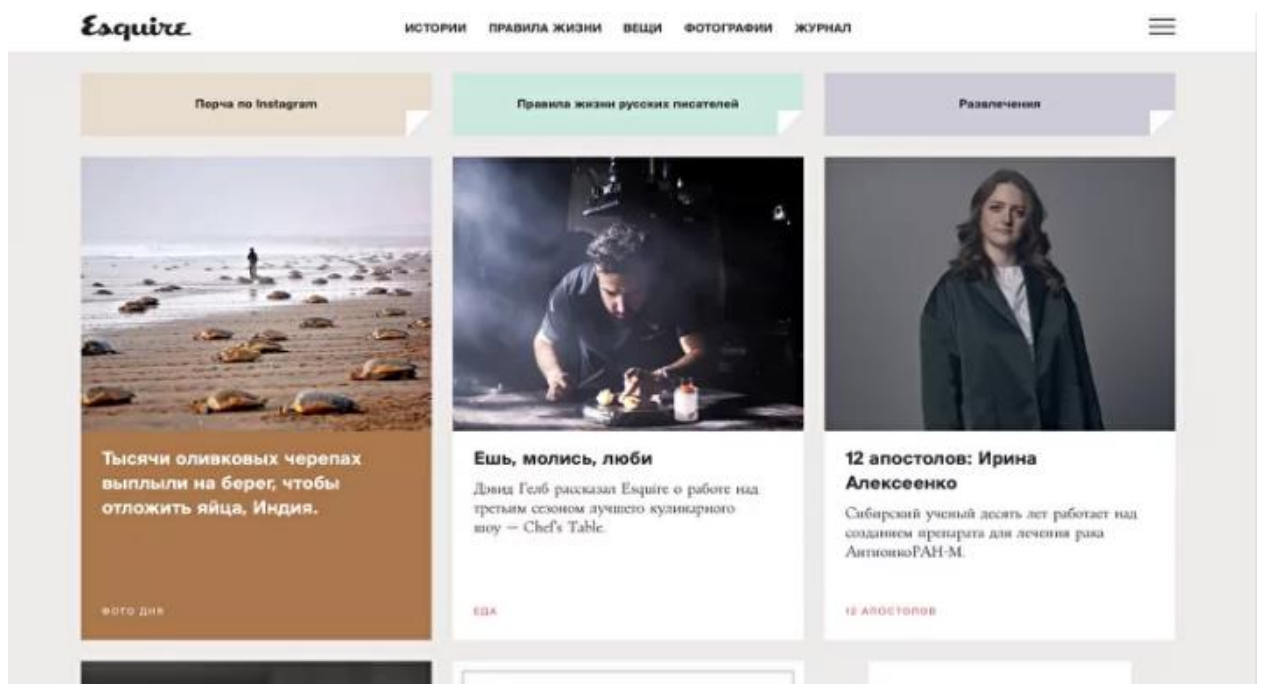 Esquire
ИСТОРИИ ПРАВИЛА ЖИЗНИ ВЕЩИ ФОТОГРАФИИ ЖУРНАЛ
Порча по Instagram
Правила жизни русских писателей
Развлечения
Тысячи оливковых черепах
выплыли на берег, чтобы
отложить яйца, Индия.
ФОТО ДНЯ
Ешь, молись, люби
Дэвид Гелб рассказал Esquire о работе над
третьим сезоном лучшего кулинарного
шоу — Chef's Table.
ЕДА
12 апостолов: Ирина
Алексеенко
Сибирский ученый десять лет работает над
созданием препарата для лечения рака
АнтионкоРАН-М.
12 АПОСТОЛОВ